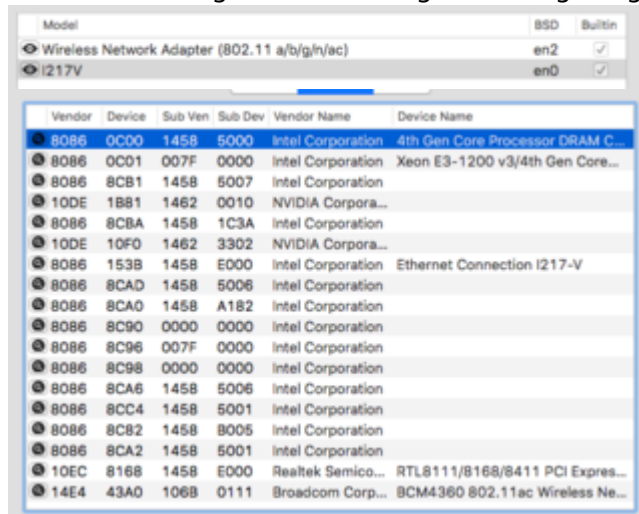 Model BSD Builtin
Wireless Network Adapter (802.11 a/b/g/n/ac) en2
I217V en0
Vendor Device Sub Ven Sub Dev Vendor Name Device Name
8086 0C00 1458 5000 Intel Corporation 4th Gen Core Processor DRAM C...
8086 0C01 007F 0000 Intel Corporation Xeon E3-1200 v3/4th Gen Core...
8086 8CB1 1458 5007 Intel Corporation
10DE 1B81 1462 0010 NVIDIA Corpora...
8086 8CBA 1458 1C3A Intel Corporation
10DE 10F0 1462 3302 NVIDIA Corpora...
8086 153B 1458 E000 Intel Corporation Ethernet Connection I217-V
8086 8CAD 1458 5006 Intel Corporation
8086 8CA0 1458 A182 Intel Corporation
8086 8C90 0000 0000 Intel Corporation
8086 8C96 007F 0000 Intel Corporation
8086 8C98 0000 0000 Intel Corporation
8086 8CA6 1458 5006 Intel Corporation
8086 8CC4 1458 5001 Intel Corporation
8086 8C82 1458 B005 Intel Corporation
8086 8CA2 1458 5001 Intel Corporation
10EC 8168 1458 E000 Realtek Semico... RTL8111/8168/8411 PCI Expres...
14E4 43A0 106B 0111 Broadcom Corp... BCM4360 802.11ac Wireless Ne...